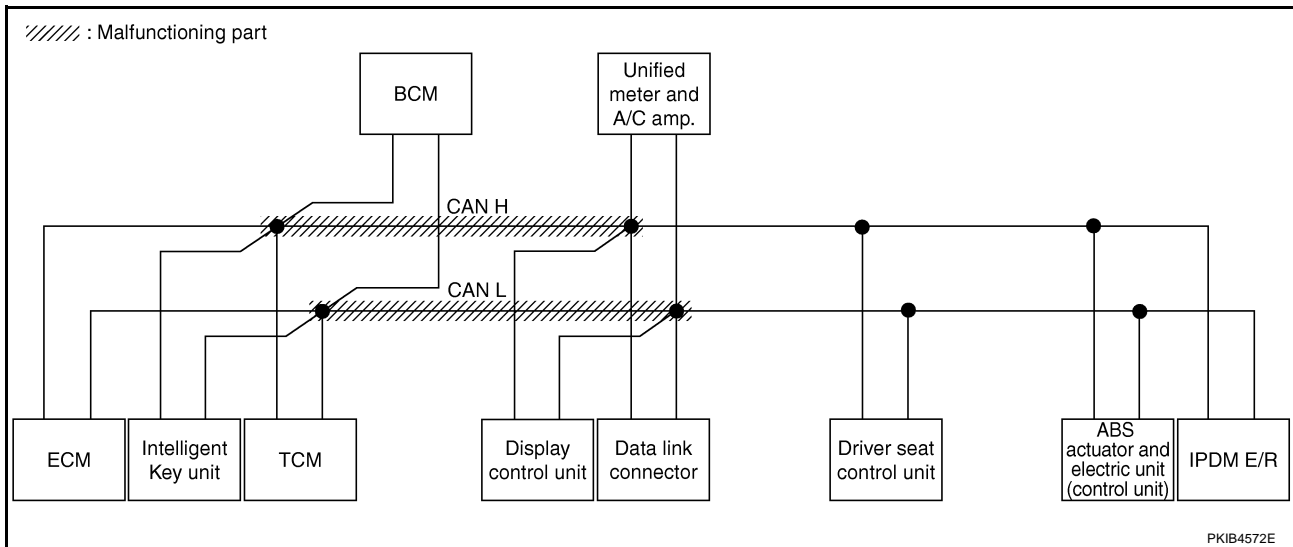 : Malfunctioning part
BCM
Unified
meter and
A/C amp.
CAN H
CAN L
ECM
Intelligent
Key unit
TCM
Display
control unit
Data link
connector
Driver seat
control unit
ABS
actuator and
electric unit
(control unit)
IPDM E/R
PKIB4572E